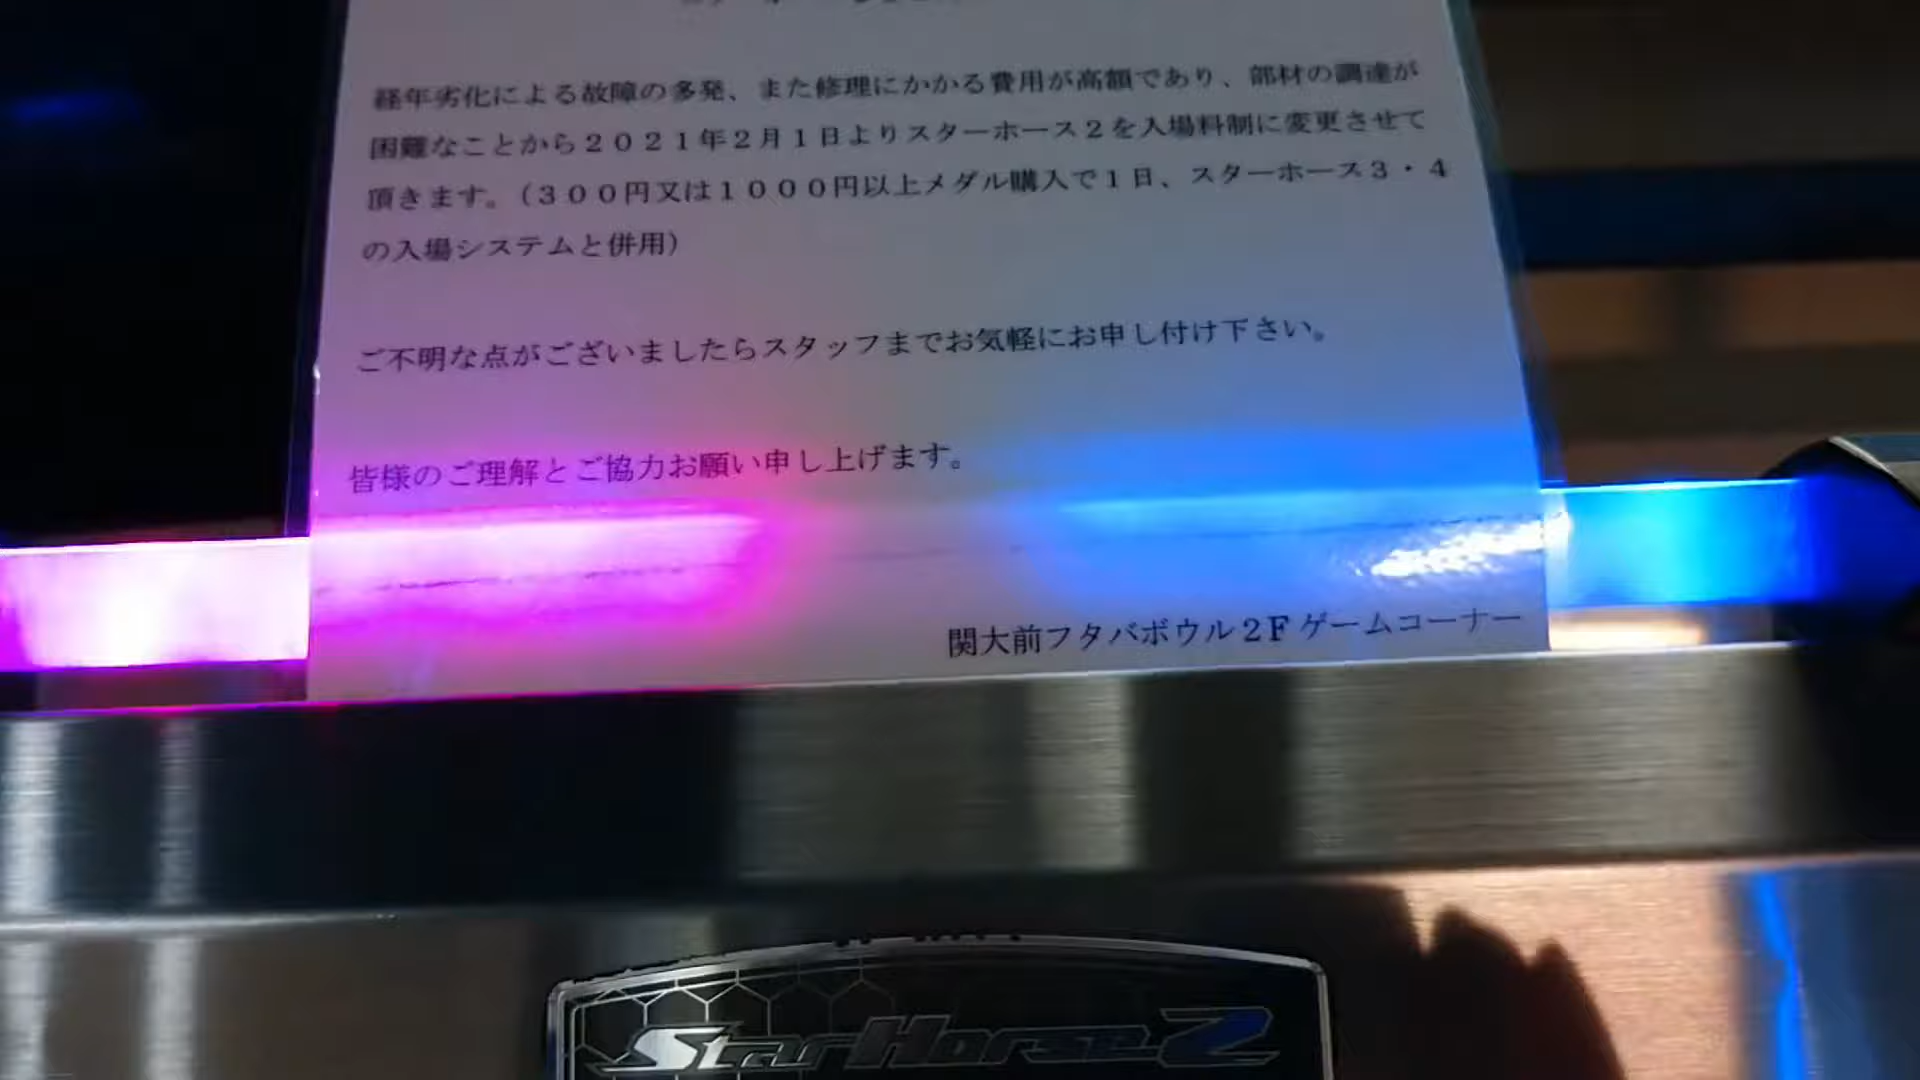 経年劣化による故障の多発、また修理にかかる費用が高額であり、部材の調達が
困難なことから２０２１年２月１日よりスターホース２を入場料制に変更させて
頂きます。（３００円又は１０００円以上メダル購入で１日、スターホース３・４
の入場システムと併用）
ご不明な点がございましたらスタッフまでお気軽にお申し付け下さい。
皆様のご理解とご協力お願い申し上げます。
関大前フタバボウル２Ｆゲームコーナー
StarHorse2